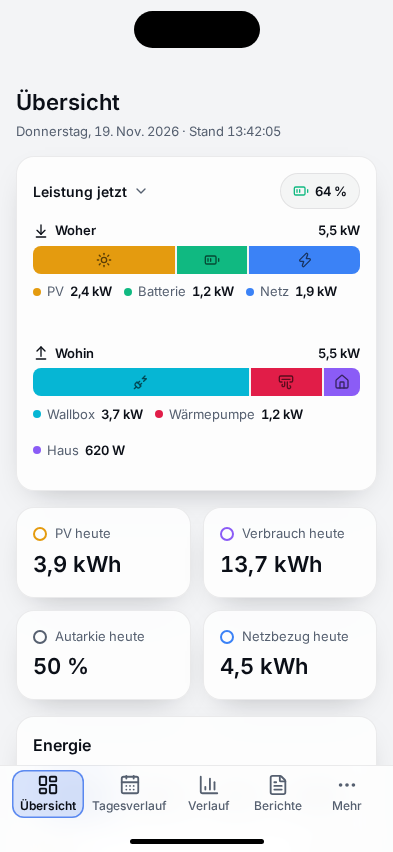 Übersicht
Donnerstag, 19. Nov. 2026 · Stand 13:42:05
Leistung jetzt
64 %
Woher 5,5 kW
PV 2,4 kW Batterie 1,2 kW Netz 1,9 kW
Wohin 5,5 kW
Wallbox 3,7 kW Wärmepumpe 1,2 kW
Haus 620 W
PV heute
3,9 kWh
Verbrauch heute
13,7 kWh
Autarkie heute
50 %
Netzbezug heute
4,5 kWh
Energie
Übersicht Tagesverlauf Verlauf Berichte Mehr